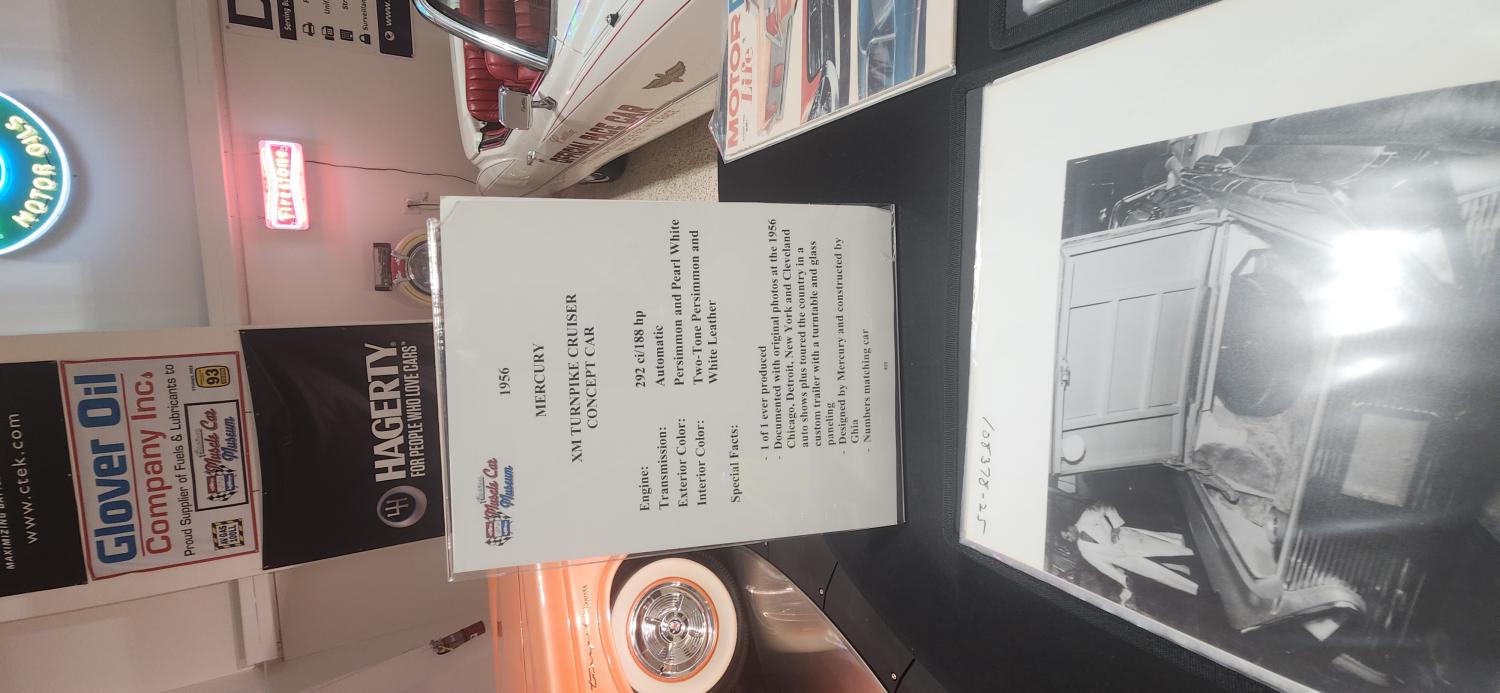 1956
MERCURY
XM TURNPIKE CRUISER
CONCEPT CAR
Engine: 292 ci/188 hp
Transmission: Automatic
Exterior Color: Persimmon and Pearl White
Interior Color: Two-Tone Persimmon and
White Leather
Special Facts:
- 1 of 1 ever produced
- Documented with original photos at the 1956
Chicago, Detroit, New York and Cleveland
auto shows plus toured the country in a
custom trailer with a turntable and glass
paneling
- Designed by Mercury and constructed by
Ghia
- Numbers matching car
Muscle Car
Museum
www.ctek.com
Glover Oil
Company Inc.
Proud Supplier of Fuels & Lubricants to
93
Muscle Car
Museum
HAGERTY®
FOR PEOPLE WHO LOVE CARS™
MOTOR OILS
Firestone
OFFICIAL PACE CAR
MOTOR
Life
108378-25